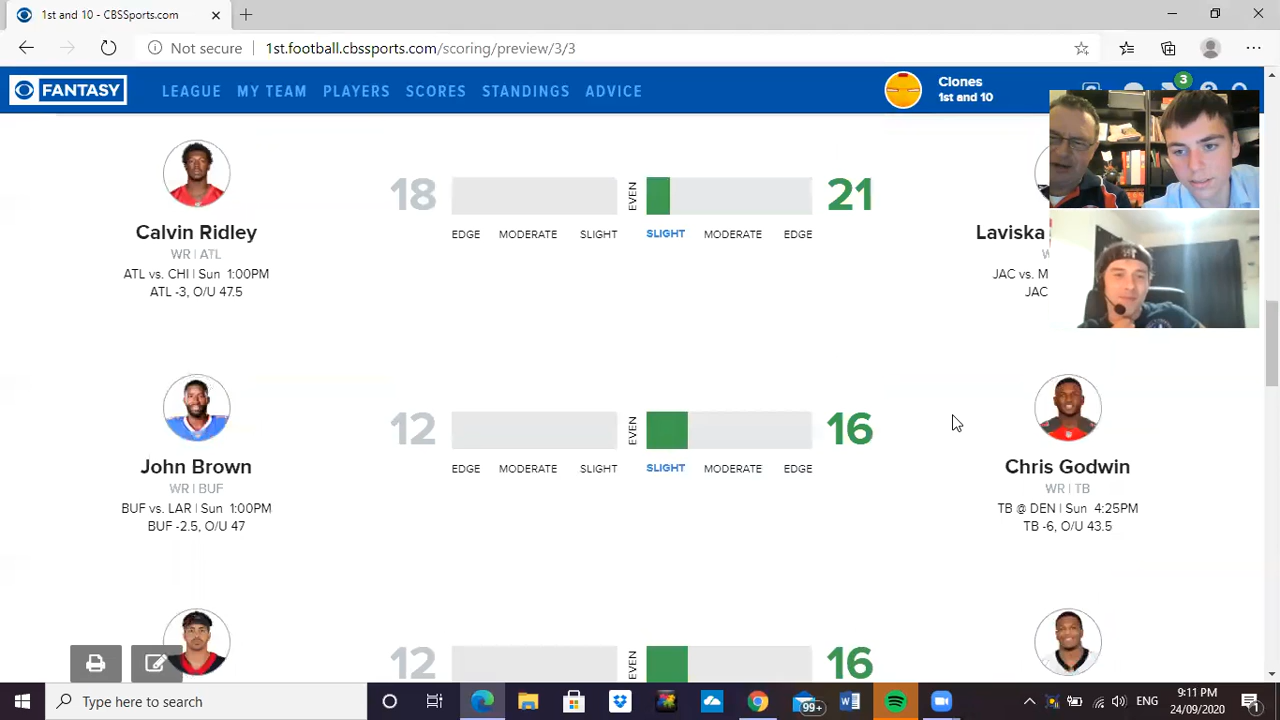 1st and 10 - CBSSports.com
Not secure
1st.football.cbssports.com/scoring/preview/3/3
FANTASY
LEAGUE
MY TEAM
PLAYERS
SCORES
STANDINGS
ADVICE
Clones
1st and 10
3
Calvin Ridley
WR | ATL
ATL vs. CHI | Sun 1:00PM
ATL -3, O/U 47.5
18
EVEN
21
EDGE MODERATE SLIGHT SLIGHT MODERATE EDGE
Laviska
W
JAC vs. M
JAC
John Brown
WR | BUF
BUF vs. LAR | Sun 1:00PM
BUF -2.5, O/U 47
12
EVEN
16
EDGE MODERATE SLIGHT SLIGHT MODERATE EDGE
Chris Godwin
WR | TB
TB @ DEN | Sun 4:25PM
TB -6, O/U 43.5
12
EVEN
16
Type here to search
99+
ENG
9:11 PM
24/09/2020
1